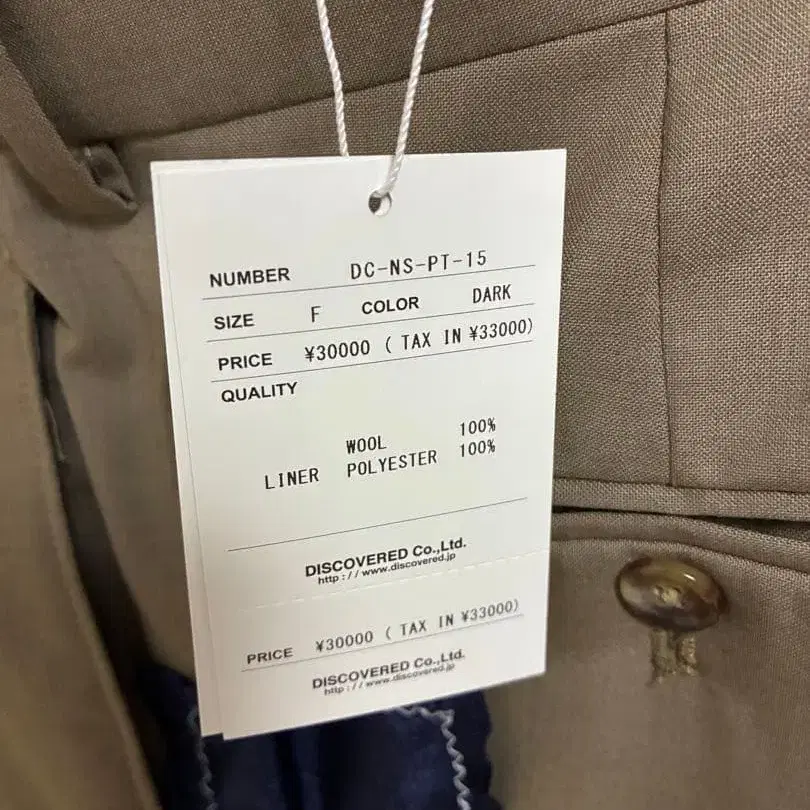 NUMBER DC-NS-PT-15
SIZE F COLOR DARK
PRICE ¥30000 ( TAX IN ¥33000)
QUALITY
WOOL 100%
LINER POLYESTER 100%
DISCOVERED Co.,Ltd.
http://www.discovered.jp
PRICE ¥30000 ( TAX IN ¥33000)
DISCOVERED Co.,Ltd.
http://www.discovered.jp